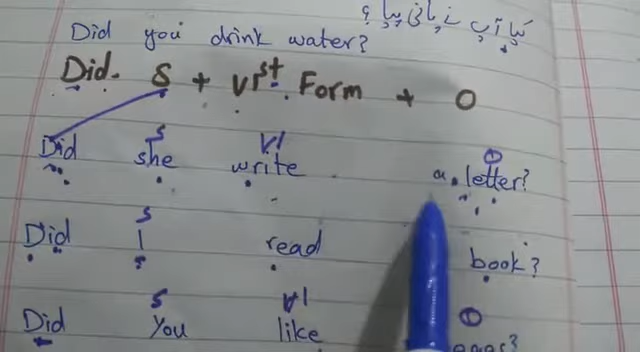 کیا آپ نے پانی پیا ؟
Did you drink water?
Did. S + V1st Form + O
S V1 O
Did she write a letter?
S
Did I read book?
S V1 O
Did You like